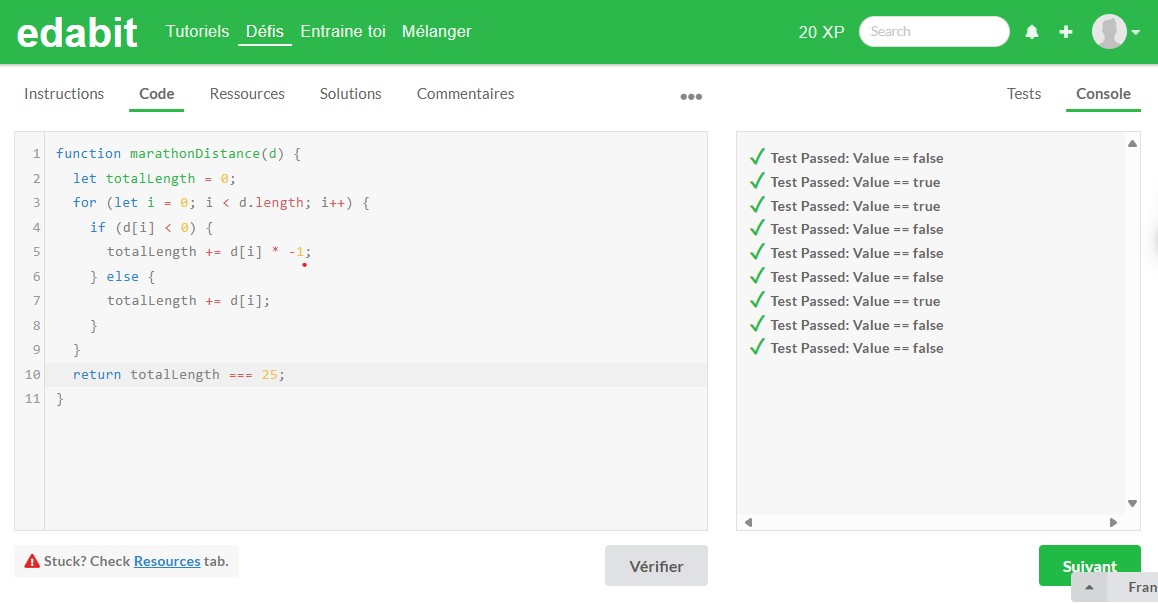 edabit Tutoriels Défis Entraine toi Mélanger 20 XP Search
Instructions Code Ressources Solutions Commentaires ••• Tests Console
1 function marathonDistance(d) {
2 let totalLength = 0;
3 for (let i = 0; i < d.length; i++) {
4 if (d[i] < 0) {
5 totalLength += d[i] * -1;
6 } else {
7 totalLength += d[i];
8 }
9 }
10 return totalLength === 25;
11 }
Test Passed: Value == false
Test Passed: Value == true
Test Passed: Value == true
Test Passed: Value == false
Test Passed: Value == false
Test Passed: Value == false
Test Passed: Value == true
Test Passed: Value == false
Test Passed: Value == false
Stuck? Check Resources tab.
Vérifier
Suivant
Fran